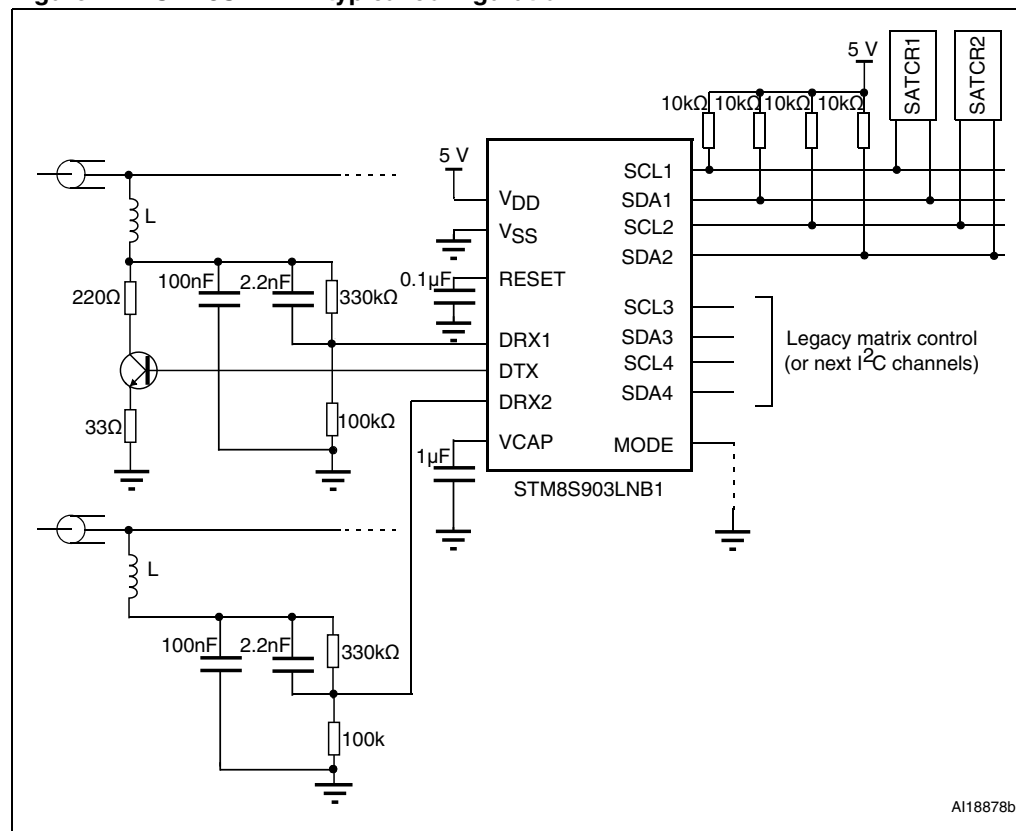 5 V
SATCR1
SATCR2
10kΩ 10kΩ 10kΩ 10kΩ
5 V
VDD
VSS
RESET
DRX1
DTX
DRX2
VCAP
SCL1
SDA1
SCL2
SDA2
SCL3
SDA3
SCL4
SDA4
MODE
Legacy matrix control
(or next I2C channels)
L
100nF
2.2nF
330kΩ
0.1µF
220Ω
33Ω
100kΩ
1µF
STM8S903LNB1
L
100nF
2.2nF
330kΩ
100k
AI18878b